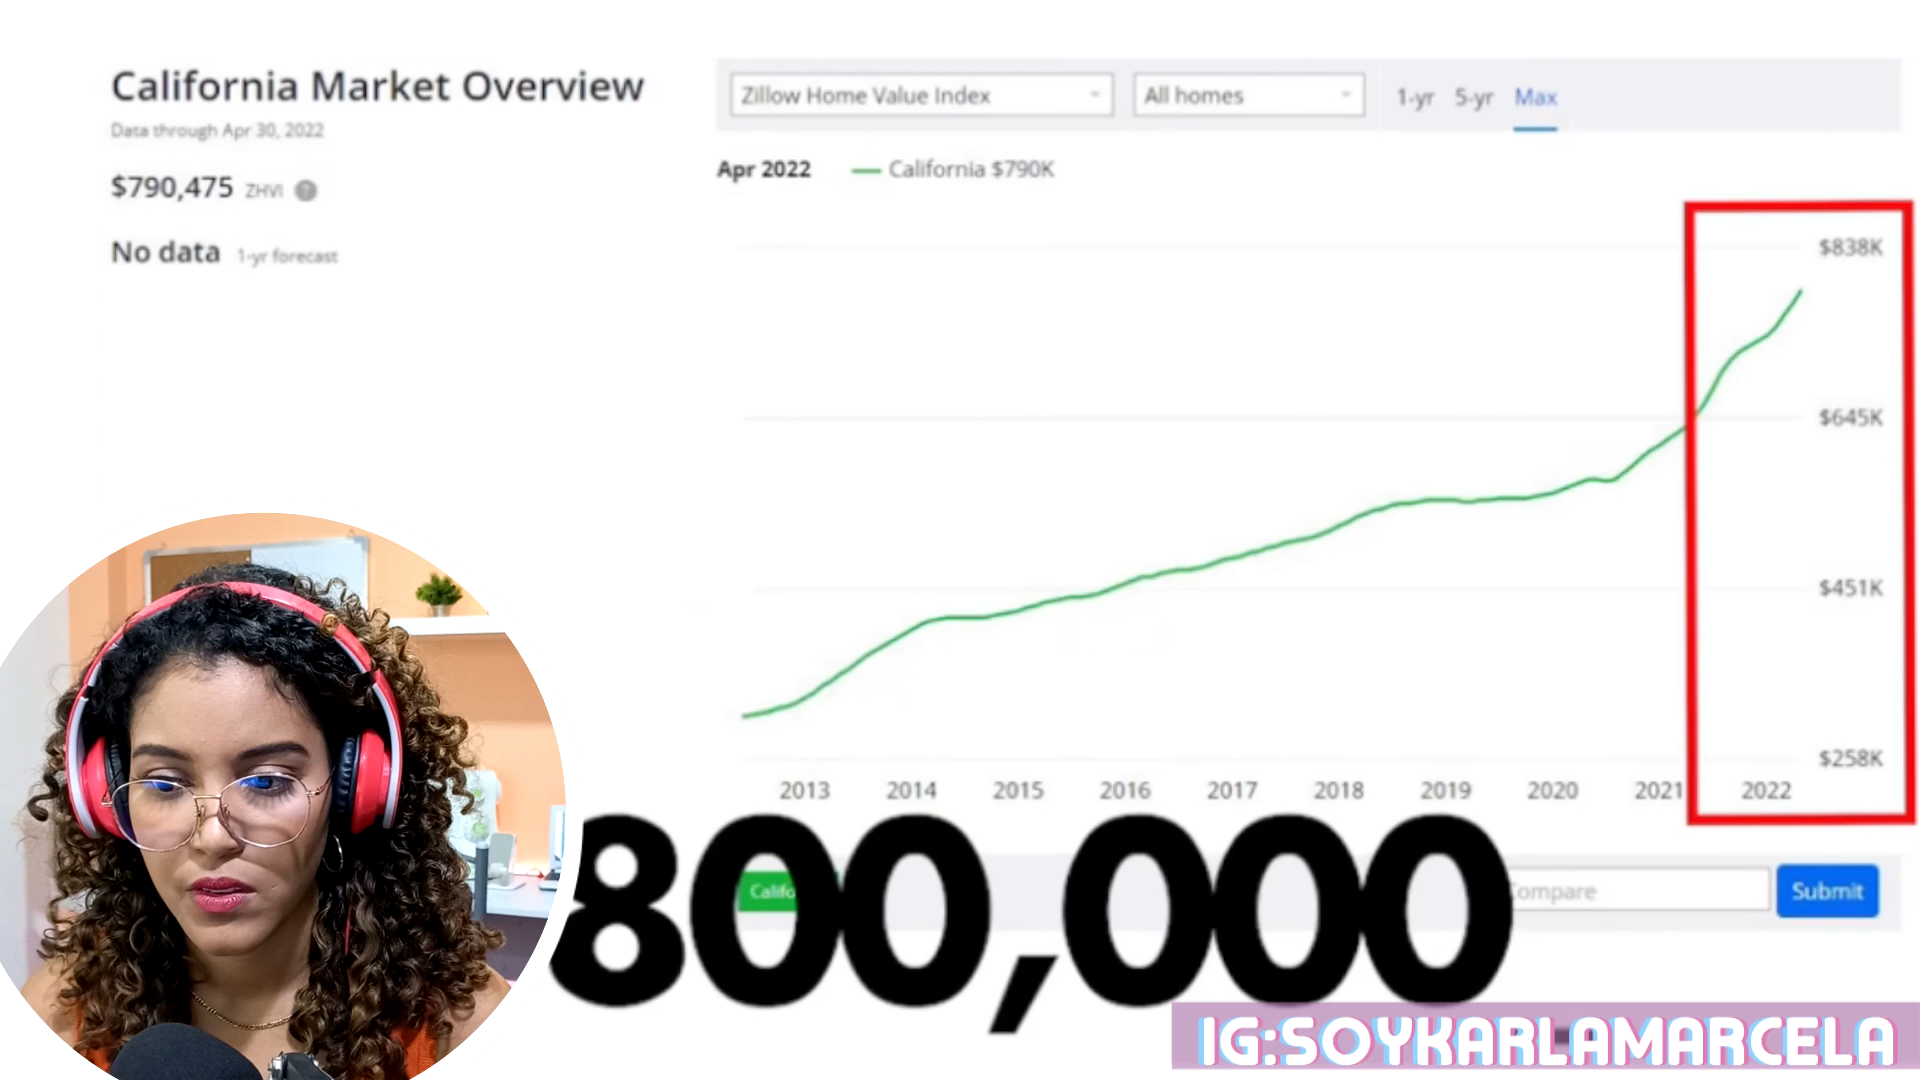 California Market Overview
Data through Apr 30, 2022
$790,475 ZHVI ?
No data 1-yr forecast
Zillow Home Value Index
All homes
1-yr 5-yr Max
Apr 2022 California $790K
$838K
$645K
$451K
$258K
2013 2014 2015 2016 2017 2018 2019 2020 2021 2022
Califo
Compare
Submit
800,000
IG:SOYKARLAMARCELA